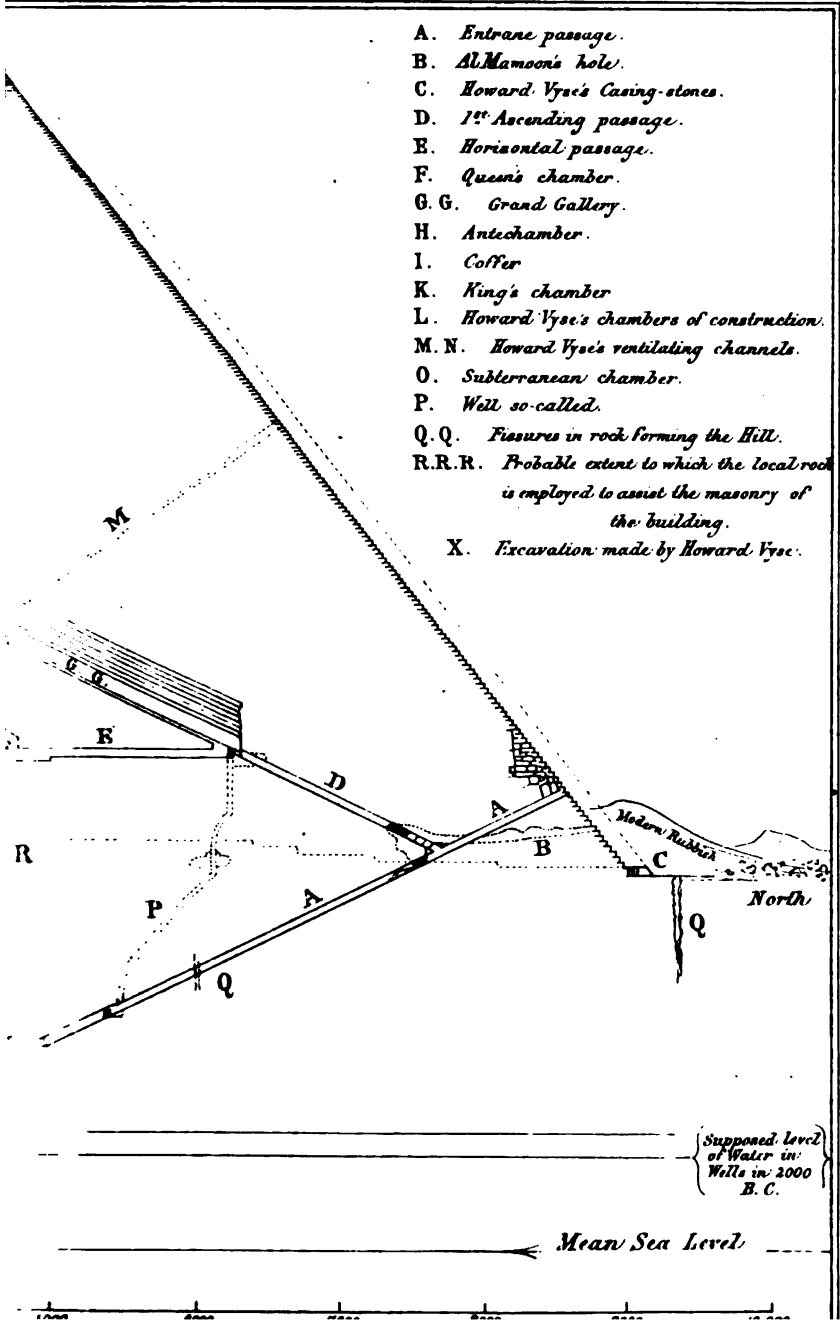 A. Entrane passage.
B. Al Mamoon's hole.
C. Howard Vyse's Casing-stones.
D. 1st Ascending passage.
E. Horisontal passage.
F. Queen's chamber.
G. G. Grand Gallery.
H. Antechamber.
I. Coffer
K. King's chamber
L. Howard Vyse's chambers of construction.
M. N. Howard Vyse's ventilating channels.
O. Subterranean chamber.
P. Well so-called.
Q.Q. Fissures in rock forming the Hill.
R.R.R. Probable extent to which the local rock
is employed to assist the masonry of
the building.
X. Excavation made by Howard Vyse.
M
G G.
E
D
A
Modern Rubbish
B
R
C
A
North
P
Q
Q
Supposed level
of Water in
Wells in 2000
B.C.
Mean Sea Level